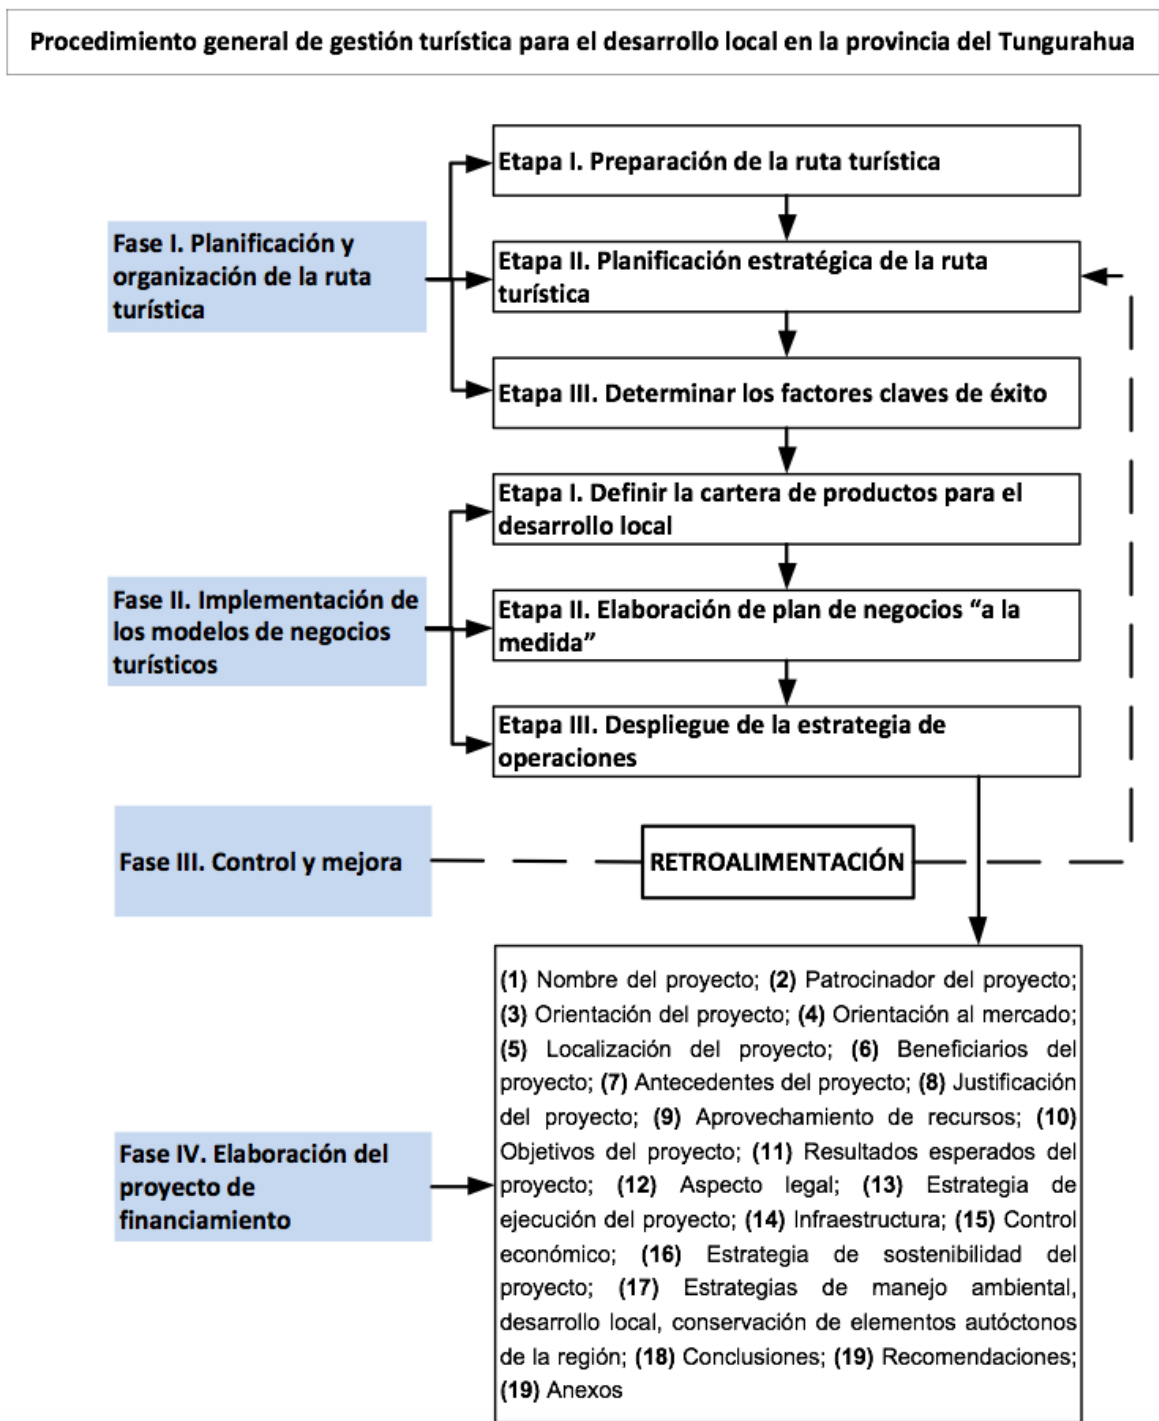 Procedimiento general de gestión turística para el desarrollo local en la provincia del Tungurahua
Etapa I. Preparación de la ruta turística
Fase I. Planificación y
organización de la ruta
turística
Etapa II. Planificación estratégica de la ruta
turística
Etapa III. Determinar los factores claves de éxito
Etapa I. Definir la cartera de productos para el
desarrollo local
Fase II. Implementación de
los modelos de negocios
turísticos
Etapa II. Elaboración de plan de negocios “a la
medida”
Etapa III. Despliegue de la estrategia de
operaciones
Fase III. Control y mejora
RETROALIMENTACIÓN
Fase IV. Elaboración del
proyecto de
financiamiento
(1) Nombre del proyecto; (2) Patrocinador del proyecto;
(3) Orientación del proyecto; (4) Orientación al mercado;
(5) Localización del proyecto; (6) Beneficiarios del
proyecto; (7) Antecedentes del proyecto; (8) Justificación
del proyecto; (9) Aprovechamiento de recursos; (10)
Objetivos del proyecto; (11) Resultados esperados del
proyecto; (12) Aspecto legal; (13) Estrategia de
ejecución del proyecto; (14) Infraestructura; (15) Control
económico; (16) Estrategia de sostenibilidad del
proyecto; (17) Estrategias de manejo ambiental,
desarrollo local, conservación de elementos autóctonos
de la región; (18) Conclusiones; (19) Recomendaciones;
(19) Anexos